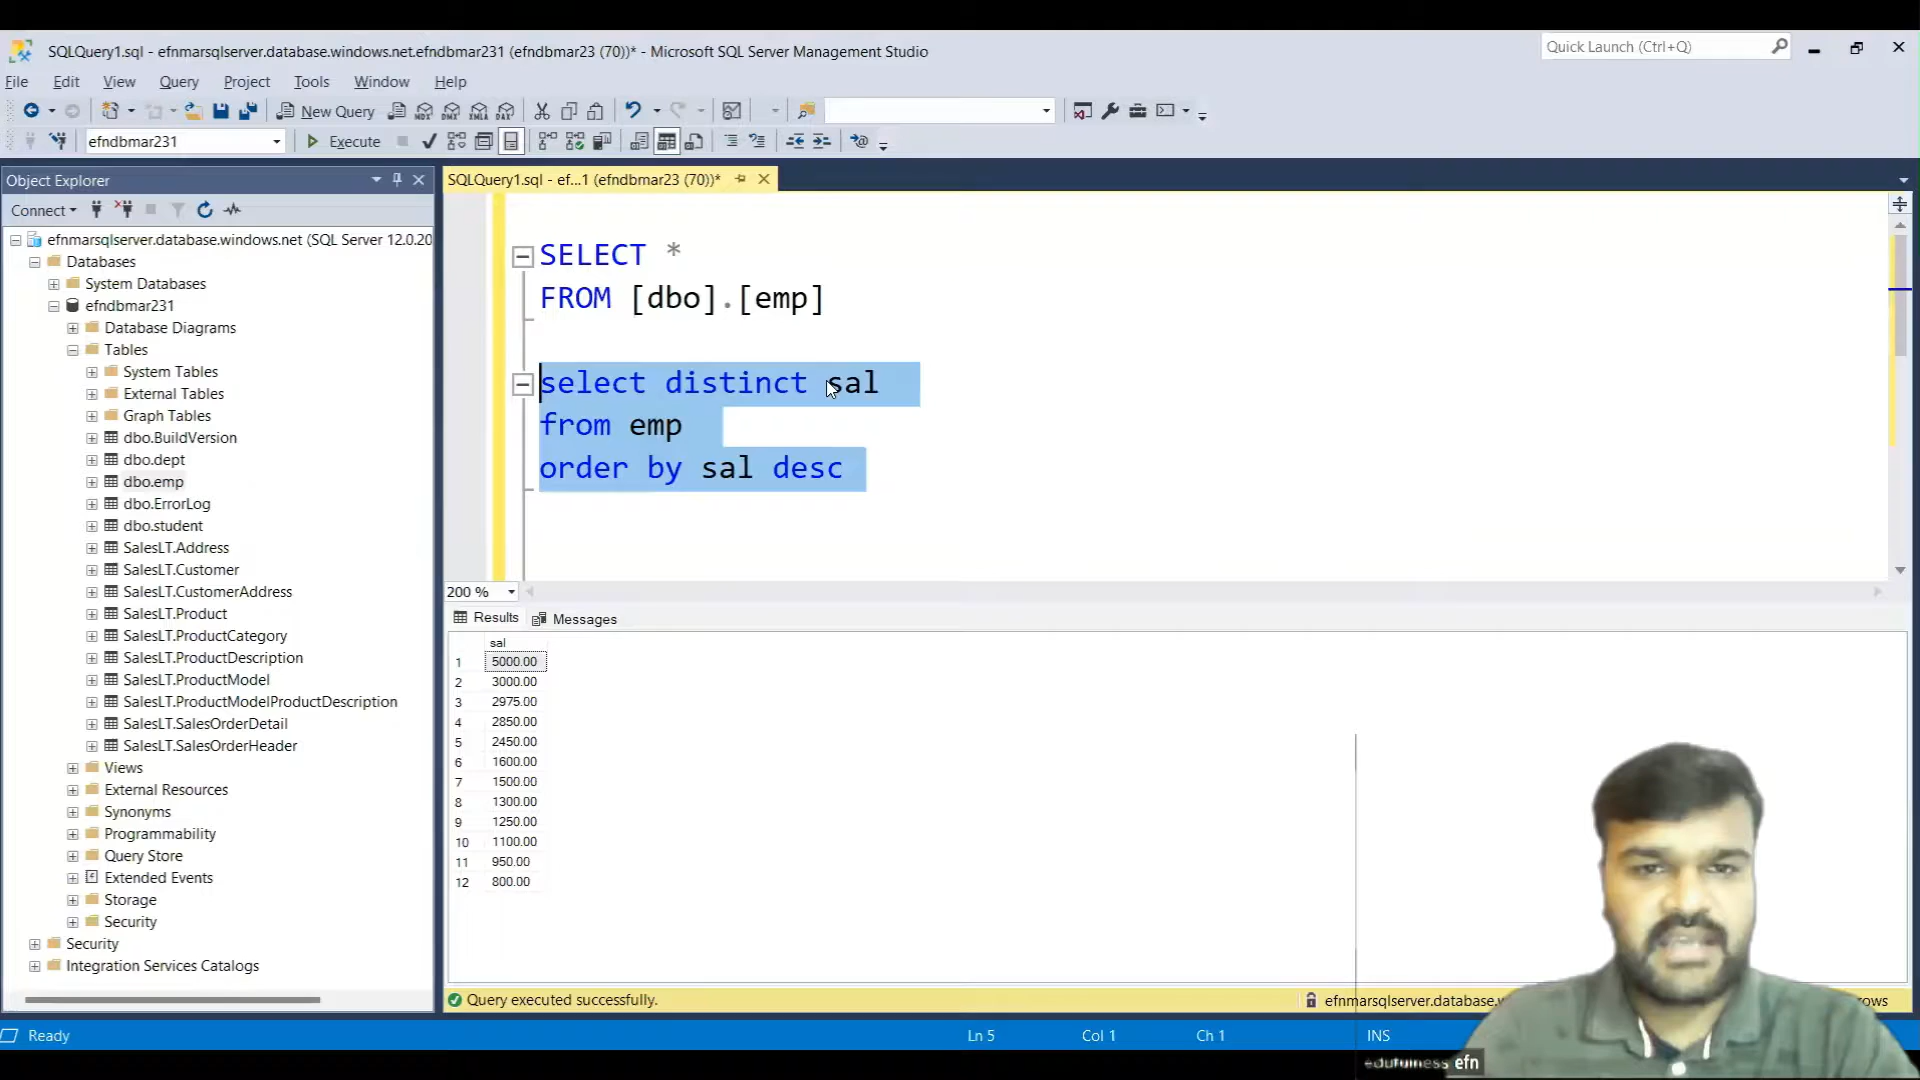 SQLQuery1.sql - efnmarsqlserver.database.windows.net.efndbmar231 (efndbmar23 (70))* - Microsoft SQL Server Management Studio
Quick Launch (Ctrl+Q)
File Edit View Query Project Tools Window Help
New Query
MDX DMX XMLA DAX
efndbmar231
Execute
Object Explorer
SQLQuery1.sql - ef...1 (efndbmar23 (70))*
Connect
efnmarsqlserver.database.windows.net (SQL Server 12.0.20
Databases
System Databases
efndbmar231
Database Diagrams
Tables
System Tables
External Tables
Graph Tables
dbo.BuildVersion
dbo.dept
dbo.emp
dbo.ErrorLog
dbo.student
SalesLT.Address
SalesLT.Customer
SalesLT.CustomerAddress
SalesLT.Product
SalesLT.ProductCategory
SalesLT.ProductDescription
SalesLT.ProductModel
SalesLT.ProductModelProductDescription
SalesLT.SalesOrderDetail
SalesLT.SalesOrderHeader
Views
External Resources
Synonyms
Programmability
Query Store
Extended Events
Storage
Security
Security
Integration Services Catalogs
SELECT *
FROM [dbo].[emp]
select distinct sal
from emp
order by sal desc
200 %
Results Messages
sal
1 5000.00
2 3000.00
3 2975.00
4 2850.00
5 2450.00
6 1600.00
7 1500.00
8 1300.00
9 1250.00
10 1100.00
11 950.00
12 800.00
Query executed successfully.
efnmarsqlserver.database.w
ows
Ready
Ln 5
Col 1
Ch 1
INS
efn